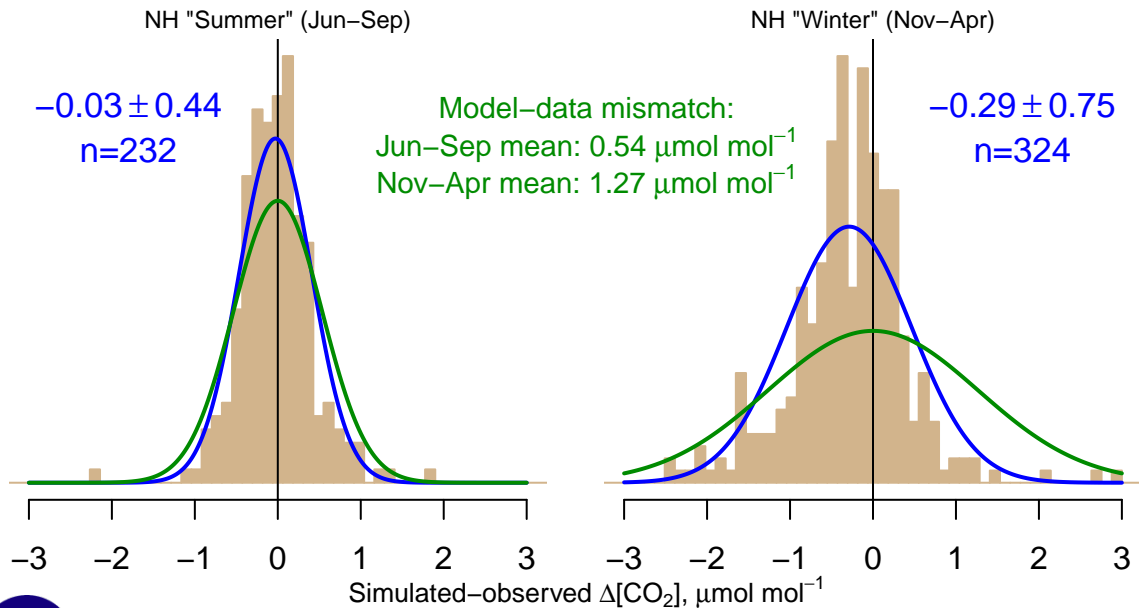 NH "Summer" (Jun−Sep)
NH "Winter" (Nov−Apr)
−0.03 ± 0.44
n=232
Model−data mismatch:
Jun−Sep mean: 0.54 μmol mol⁻¹
Nov−Apr mean: 1.27 μmol mol⁻¹
−0.29 ± 0.75
n=324
−3 −2 −1 0 1 2 3
−3 −2 −1 0 1 2 3
Simulated−observed Δ[CO₂], μmol mol⁻¹